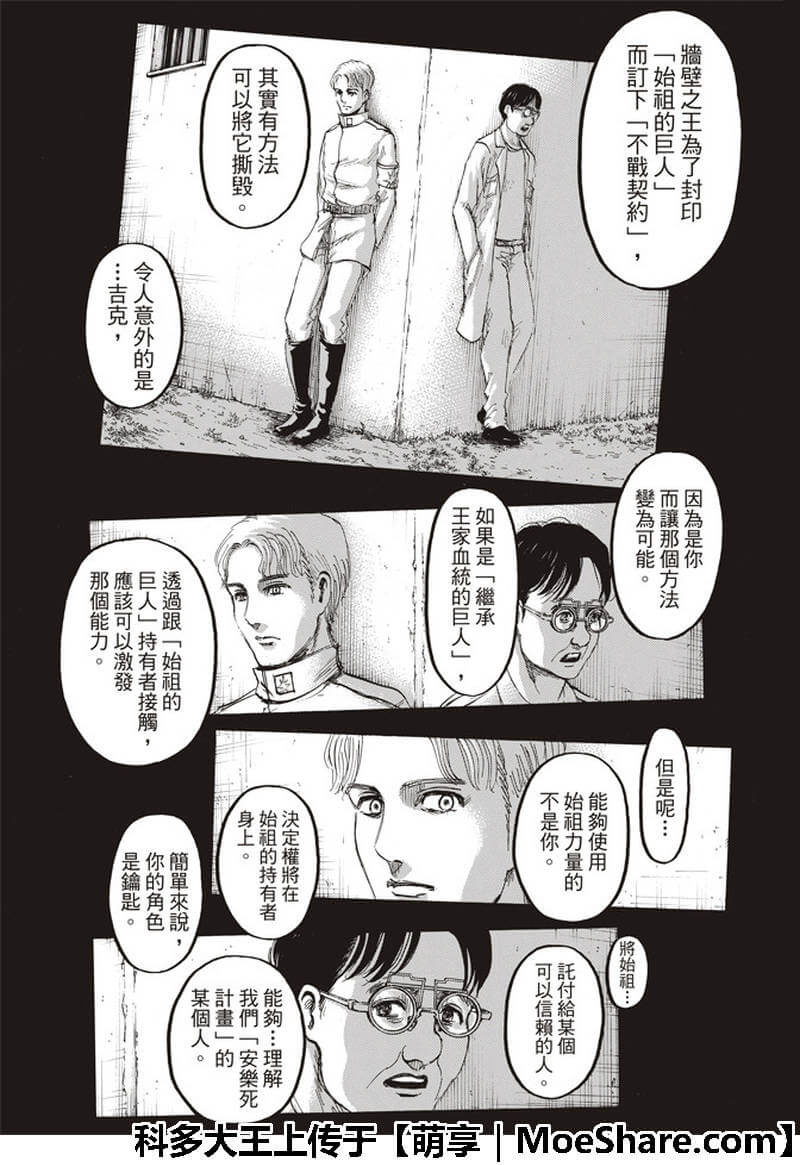 牆壁之王為了封印
「始祖的巨人」
而訂下「不戰契約」，
其實有方法
可以將它撕毀。
令人意外的是
…吉克，
因為是你
而讓那個方法
變為可能。
如果是「繼承
王家血統的巨人」，
透過跟「始祖的
巨人」持有者接觸，
應該可以激發
那個能力。
但是呢…
能夠使用
始祖力量的
不是你。
決定權將在
始祖的持有者
身上。
簡單來說，
你的角色
是鑰匙。
將始祖…
託付給某個
可以信賴的人。
能夠…理解
我們「安樂死
計畫」的
某個人。
科多大王上传于【萌享】| MoeShare.com】